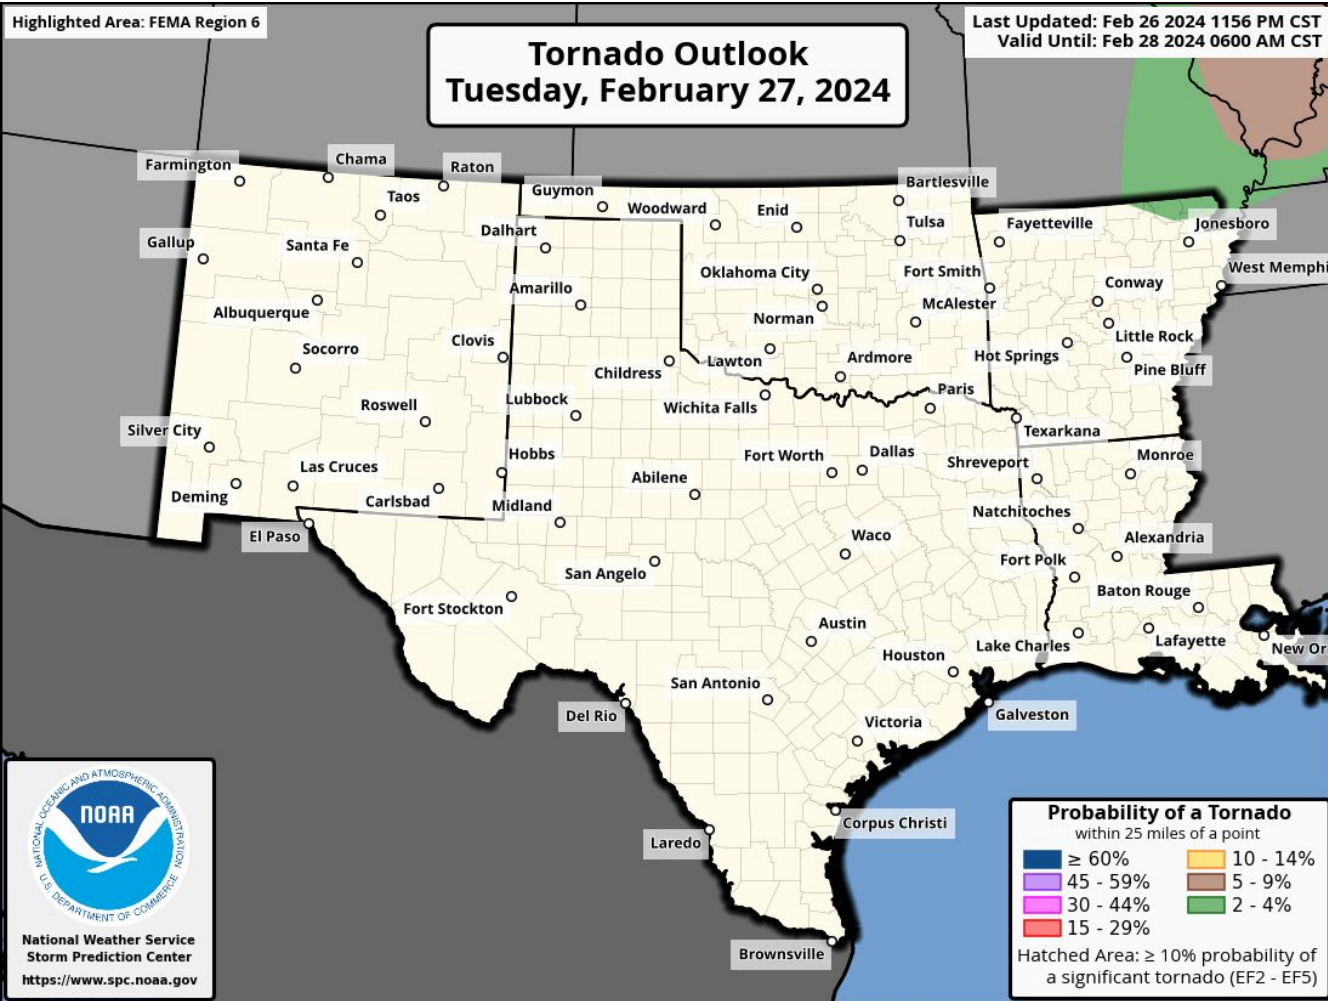 Highlighted Area: FEMA Region 6
Last Updated: Feb 26 2024 1156 PM CST
Valid Until: Feb 28 2024 0600 AM CST
Tornado Outlook
Tuesday, February 27, 2024
Farmington
Chama
Raton
Taos
Guymon
Woodward
Enid
Bartlesville
Gallup
Santa Fe
Dalhart
Tulsa
Fayetteville
Jonesboro
Oklahoma City
Fort Smith
West Memphi
Albuquerque
Amarillo
Norman
McAlester
Conway
Socorro
Clovis
Childress
Lawton
Ardmore
Hot Springs
Little Rock
Pine Bluff
Roswell
Lubbock
Wichita Falls
Paris
Silver City
Texarkana
Las Cruces
Hobbs
Fort Worth
Dallas
Shreveport
Monroe
Deming
Carlsbad
Midland
Abilene
Natchitoches
El Paso
Waco
Alexandria
San Angelo
Fort Polk
Fort Stockton
Baton Rouge
Austin
Lake Charles
Lafayette
New Or
Houston
San Antonio
Del Rio
Victoria
Galveston
Corpus Christi
Laredo
Brownsville
NATIONAL OCEANIC AND ATMOSPHERIC ADMINISTRATION
NOAA
U.S. DEPARTMENT OF COMMERCE
National Weather Service
Storm Prediction Center
https://www.spc.noaa.gov
Probability of a Tornado
within 25 miles of a point
≥ 60%
10 - 14%
45 - 59%
5 - 9%
30 - 44%
2 - 4%
15 - 29%
Hatched Area: ≥ 10% probability of
a significant tornado (EF2 - EF5)